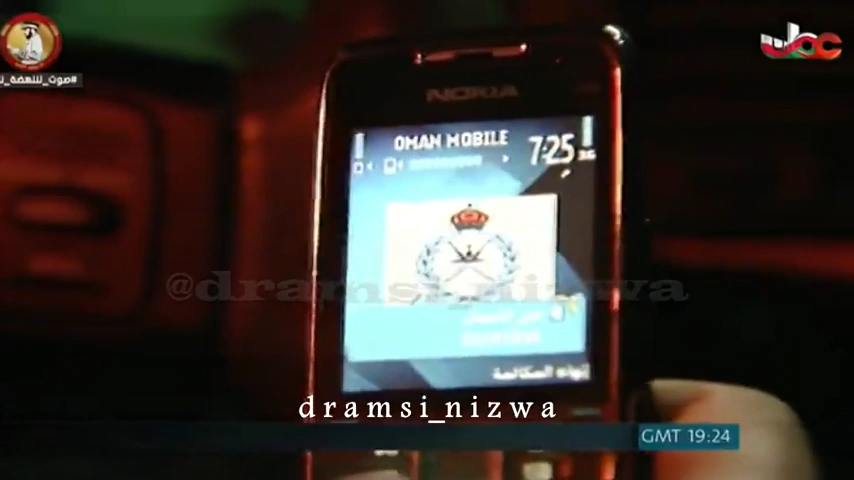 #صوت_للنهضة
NOKIA
OMAN MOBILE
7:25
3G
@dramsi_nizwa
إنهاء المكالمة
dramsi_nizwa
GMT 19:24